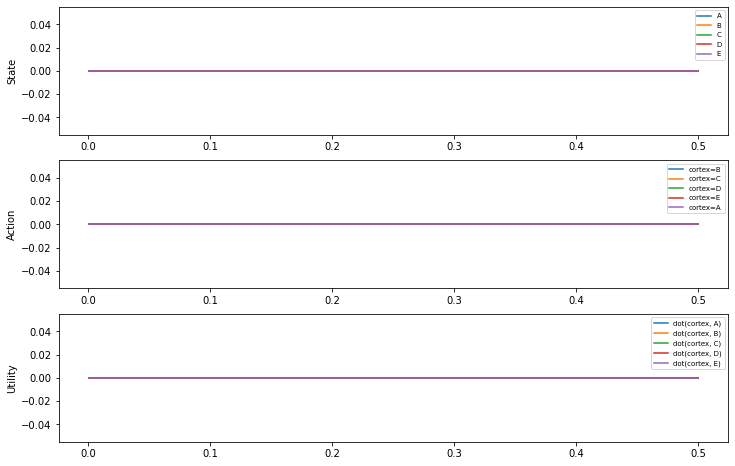 0.04
0.02
0.00
−0.02
−0.04
State
A
B
C
D
E
0.0 0.1 0.2 0.3 0.4 0.5
0.04
0.02
0.00
−0.02
−0.04
Action
cortex=B
cortex=C
cortex=D
cortex=E
cortex=A
0.0 0.1 0.2 0.3 0.4 0.5
0.04
0.02
0.00
−0.02
−0.04
Utility
dot(cortex, A)
dot(cortex, B)
dot(cortex, C)
dot(cortex, D)
dot(cortex, E)
0.0 0.1 0.2 0.3 0.4 0.5